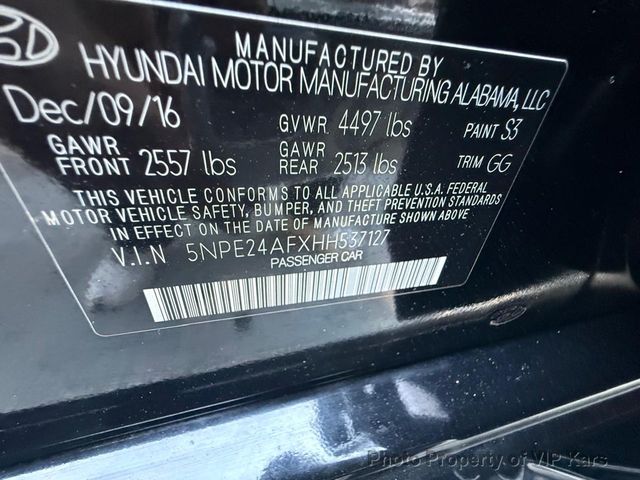 MANUFACTURED BY
HYUNDAI MOTOR MANUFACTURING ALABAMA, LLC
Dec/09/16 GVWR 4497 lbs PAINT S3
GAWR FRONT 2557 lbs GAWR REAR 2513 lbs TRIM GG
THIS VEHICLE CONFORMS TO ALL APPLICABLE U.S.A. FEDERAL
MOTOR VEHICLE SAFETY, BUMPER, AND THEFT PREVENTION STANDARDS
IN EFFECT ON THE DATE OF MANUFACTURE SHOWN ABOVE
V.I.N 5NPE24AFXHH537127
PASSENGER CAR
Photo Property of VIP Kars